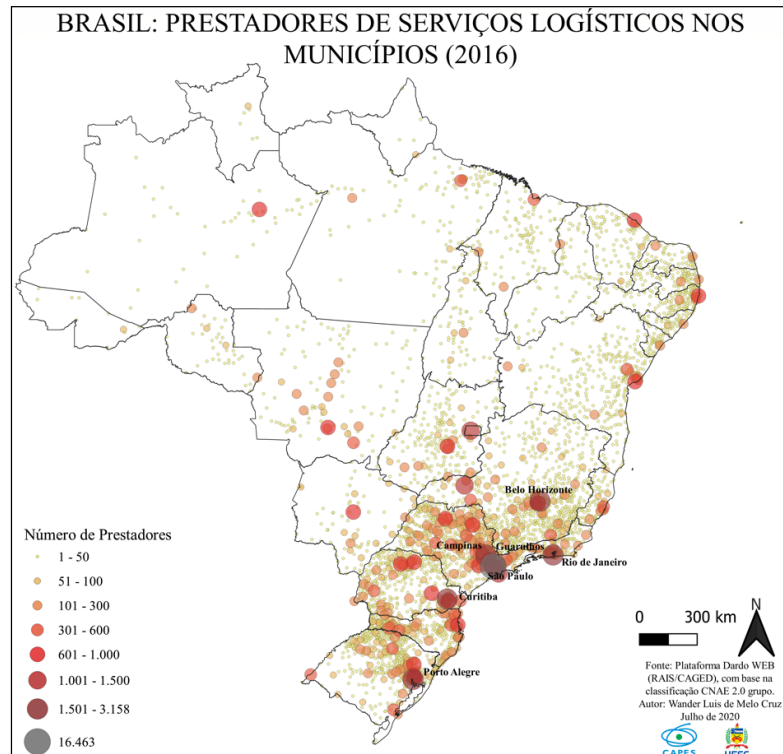 BRASIL: PRESTADORES DE SERVIÇOS LOGÍSTICOS NOS
MUNICÍPIOS (2016)
Belo Horizonte
Campinas
Guarulhos
Rio de Janeiro
São Paulo
Curitiba
Porto Alegre
Número de Prestadores
1 - 50
51 - 100
101 - 300
301 - 600
601 - 1.000
1.001 - 1.500
1.501 - 3.158
16.463
0 300 km
N
Fonte: Plataforma Dardo WEB
(RAIS/CAGED), com base na
classificação CNAE 2.0 grupo.
Autor: Wander Luis de Melo Cruz
Julho de 2020
CAPES
UFSC